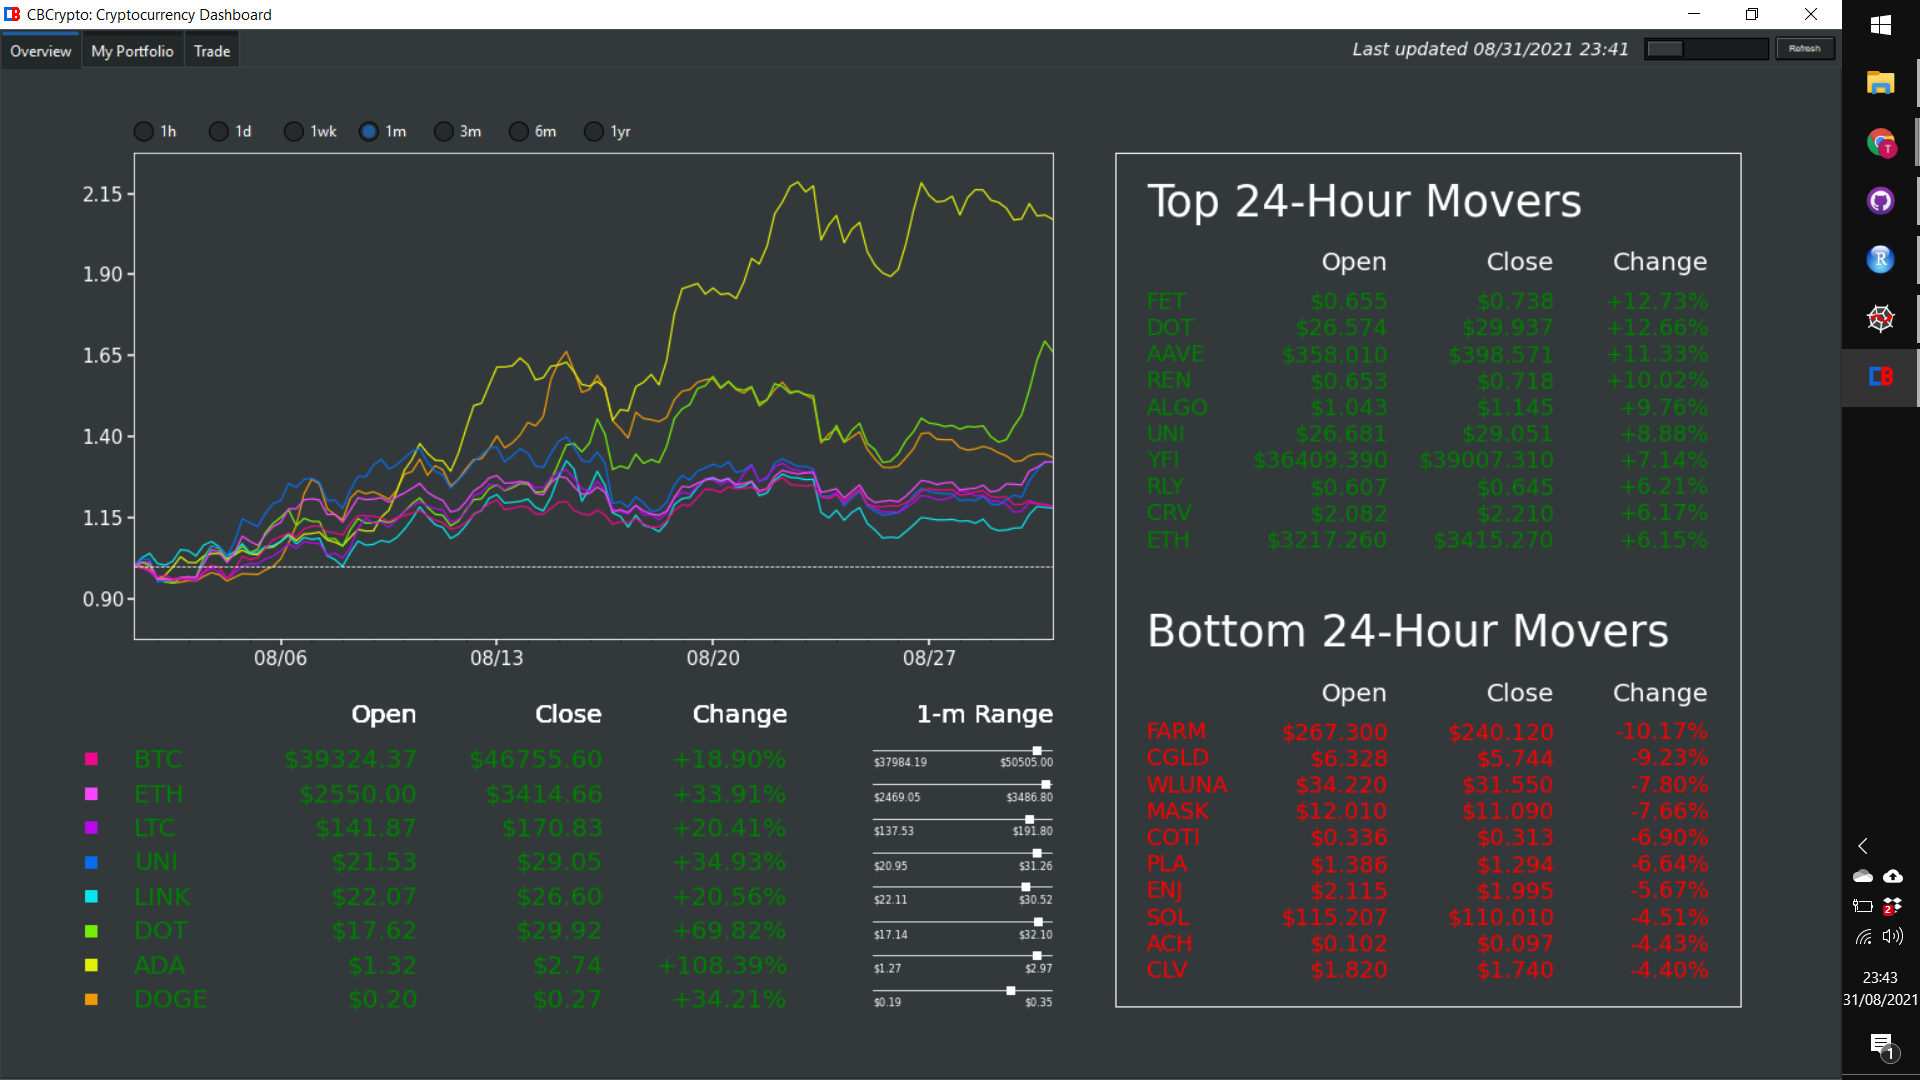 CBCrypto: Cryptocurrency Dashboard
Overview My Portfolio Trade Last updated 08/31/2021 23:41 Refresh
1h 1d 1wk 1m 3m 6m 1yr
2.15
1.90
1.65
1.40
1.15
0.90
08/06 08/13 08/20 08/27
Open Close Change 1-m Range
BTC $39324.37 $46755.60 +18.90% $37984.19 $50505.00
ETH $2550.00 $3414.66 +33.91% $2469.05 $3486.80
LTC $141.87 $170.83 +20.41% $137.53 $191.80
UNI $21.53 $29.05 +34.93% $20.95 $31.26
LINK $22.07 $26.60 +20.56% $22.11 $30.52
DOT $17.62 $29.92 +69.82% $17.14 $32.10
ADA $1.32 $2.74 +108.39% $1.27 $2.97
DOGE $0.20 $0.27 +34.21% $0.19 $0.35
Top 24-Hour Movers
Open Close Change
FET $0.655 $0.738 +12.73%
DOT $26.574 $29.937 +12.66%
AAVE $358.010 $398.571 +11.33%
REN $0.653 $0.718 +10.02%
ALGO $1.043 $1.145 +9.76%
UNI $26.681 $29.051 +8.88%
YFI $36409.390 $39007.310 +7.14%
RLY $0.607 $0.645 +6.21%
CRV $2.082 $2.210 +6.17%
ETH $3217.260 $3415.270 +6.15%
Bottom 24-Hour Movers
Open Close Change
FARM $267.300 $240.120 -10.17%
CGLD $6.328 $5.744 -9.23%
WLUNA $34.220 $31.550 -7.80%
MASK $12.010 $11.090 -7.66%
COTI $0.336 $0.313 -6.90%
PLA $1.386 $1.294 -6.64%
ENJ $2.115 $1.995 -5.67%
SOL $115.207 $110.010 -4.51%
ACH $0.102 $0.097 -4.43%
CLV $1.820 $1.740 -4.40%
T
R
CB
2
23:43
31/08/2021
1